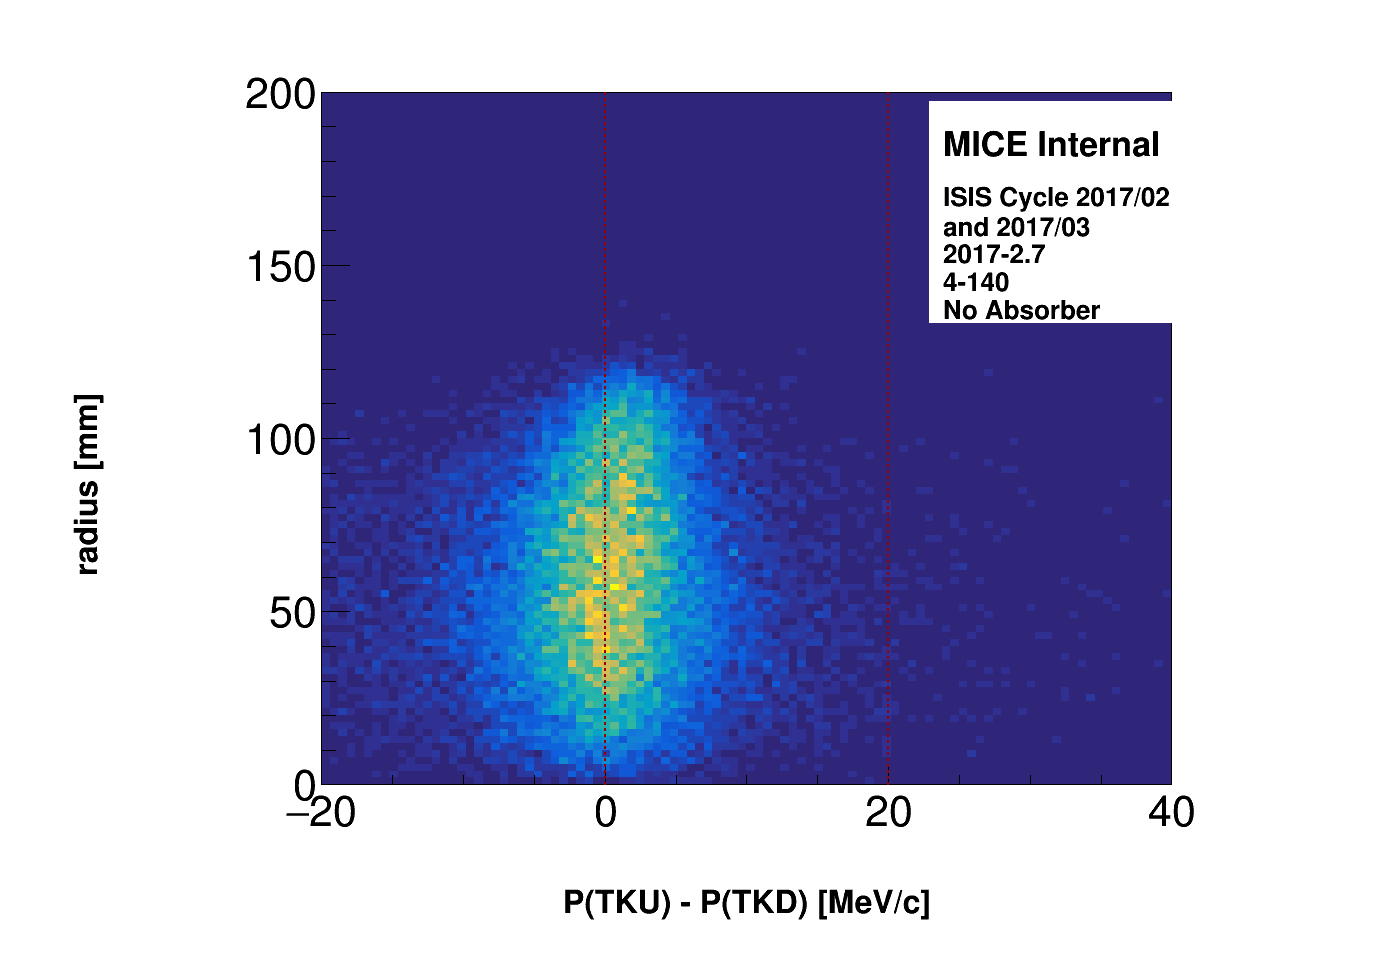 200
150
100
50
0
−20
0
20
40
radius [mm]
P(TKU) - P(TKD) [MeV/c]
MICE Internal
ISIS Cycle 2017/02
and 2017/03
2017-2.7
4-140
No Absorber